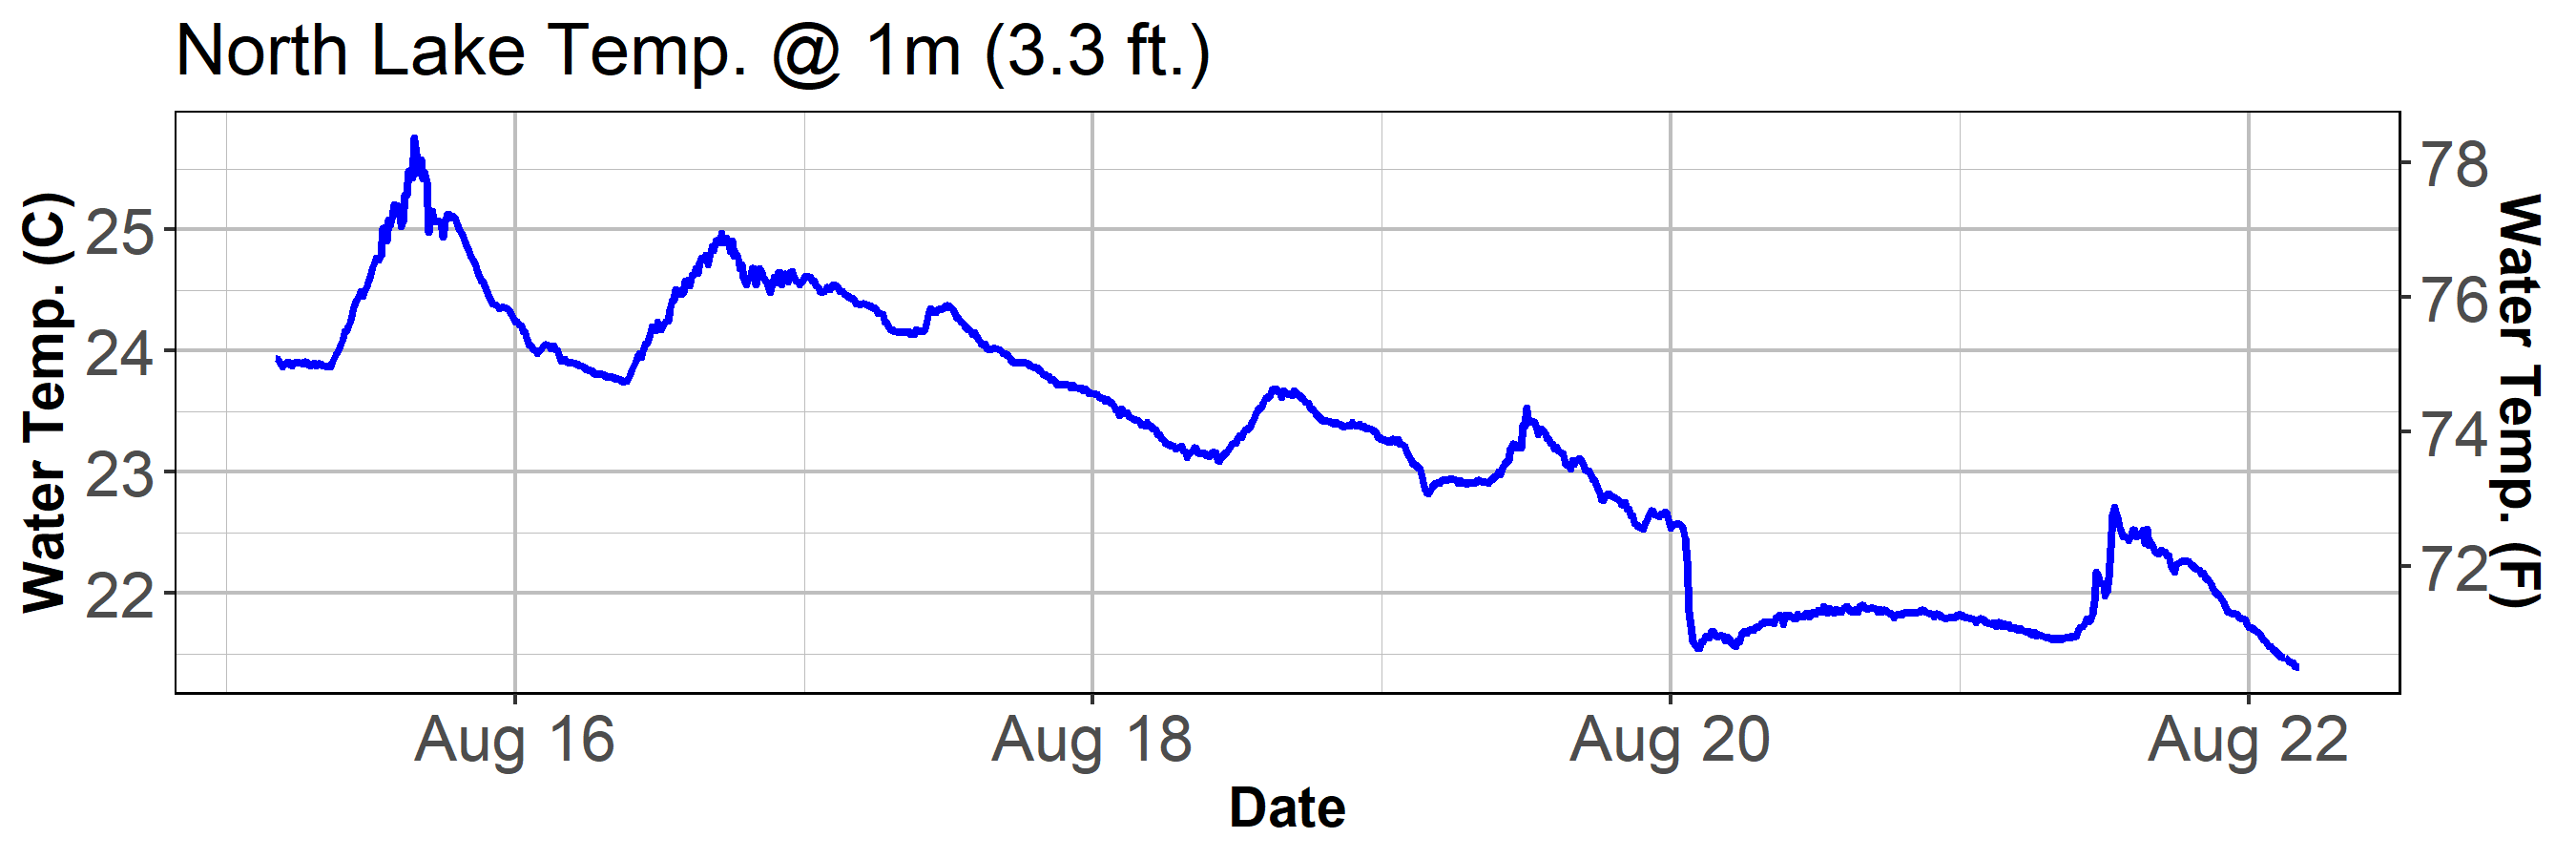 North Lake Temp. @ 1m (3.3 ft.)
Water Temp. (C)
25
24
23
22
78
76
74
72
Water Temp. (F)
Aug 16
Aug 18
Aug 20
Aug 22
Date